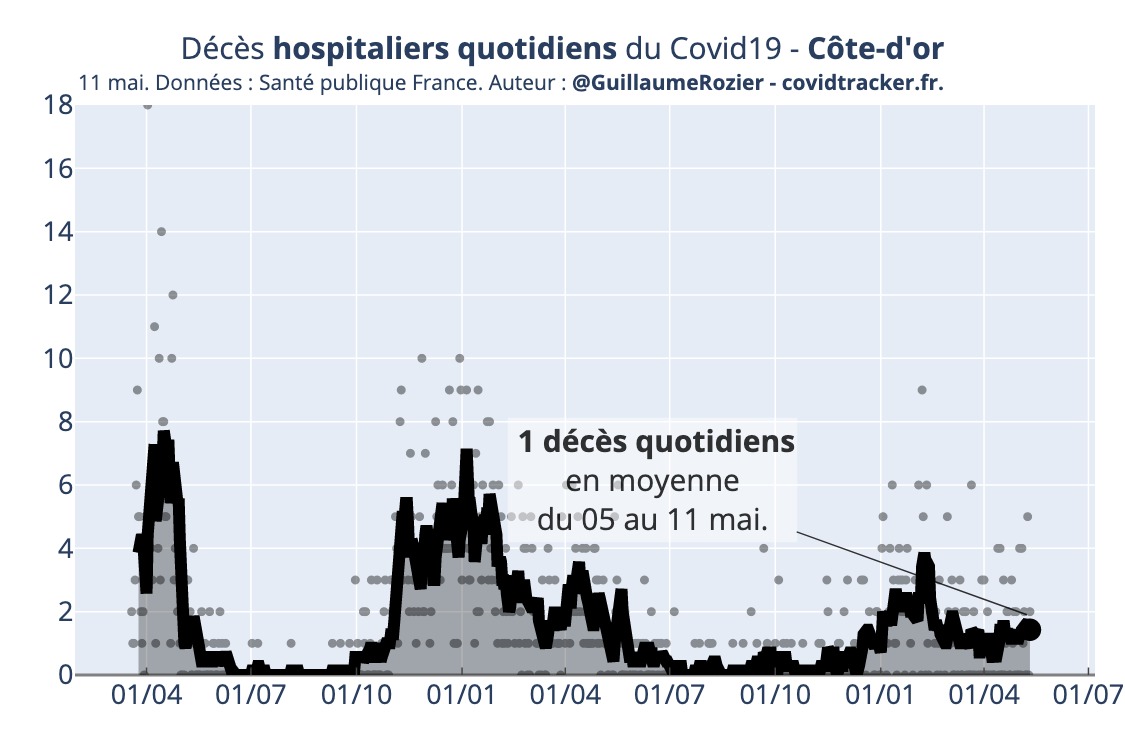 Décès hospitaliers quotidiens du Covid19 - Côte-d'or
11 mai. Données : Santé publique France. Auteur : @GuillaumeRozier - covidtracker.fr.
18
16
14
12
10
8
6
4
2
0
1 décès quotidiens
en moyenne
du 05 au 11 mai.
01/04 01/07 01/10 01/01 01/04 01/07 01/10 01/01 01/04 01/07